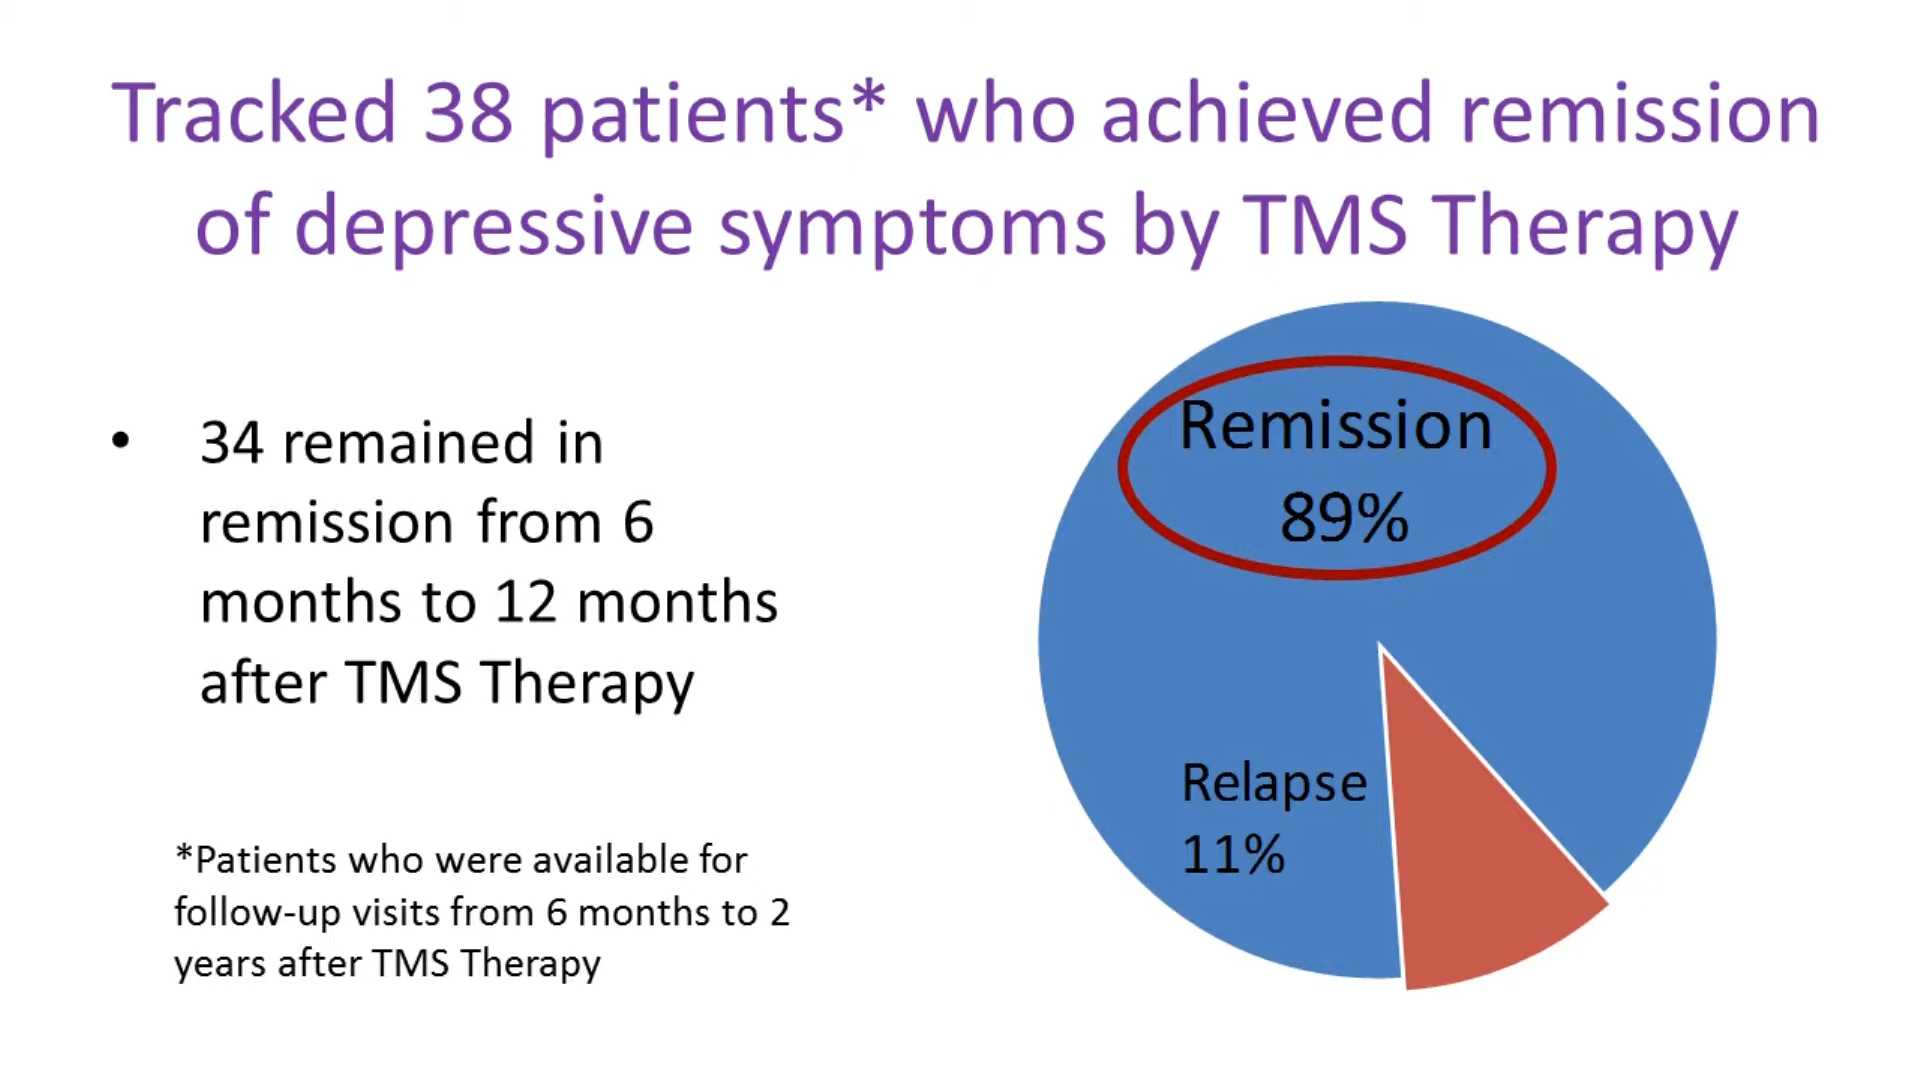 Tracked 38 patients* who achieved remission
of depressive symptoms by TMS Therapy
• 34 remained in
remission from 6
months to 12 months
after TMS Therapy
*Patients who were available for
follow-up visits from 6 months to 2
years after TMS Therapy
Remission
89%
Relapse
11%